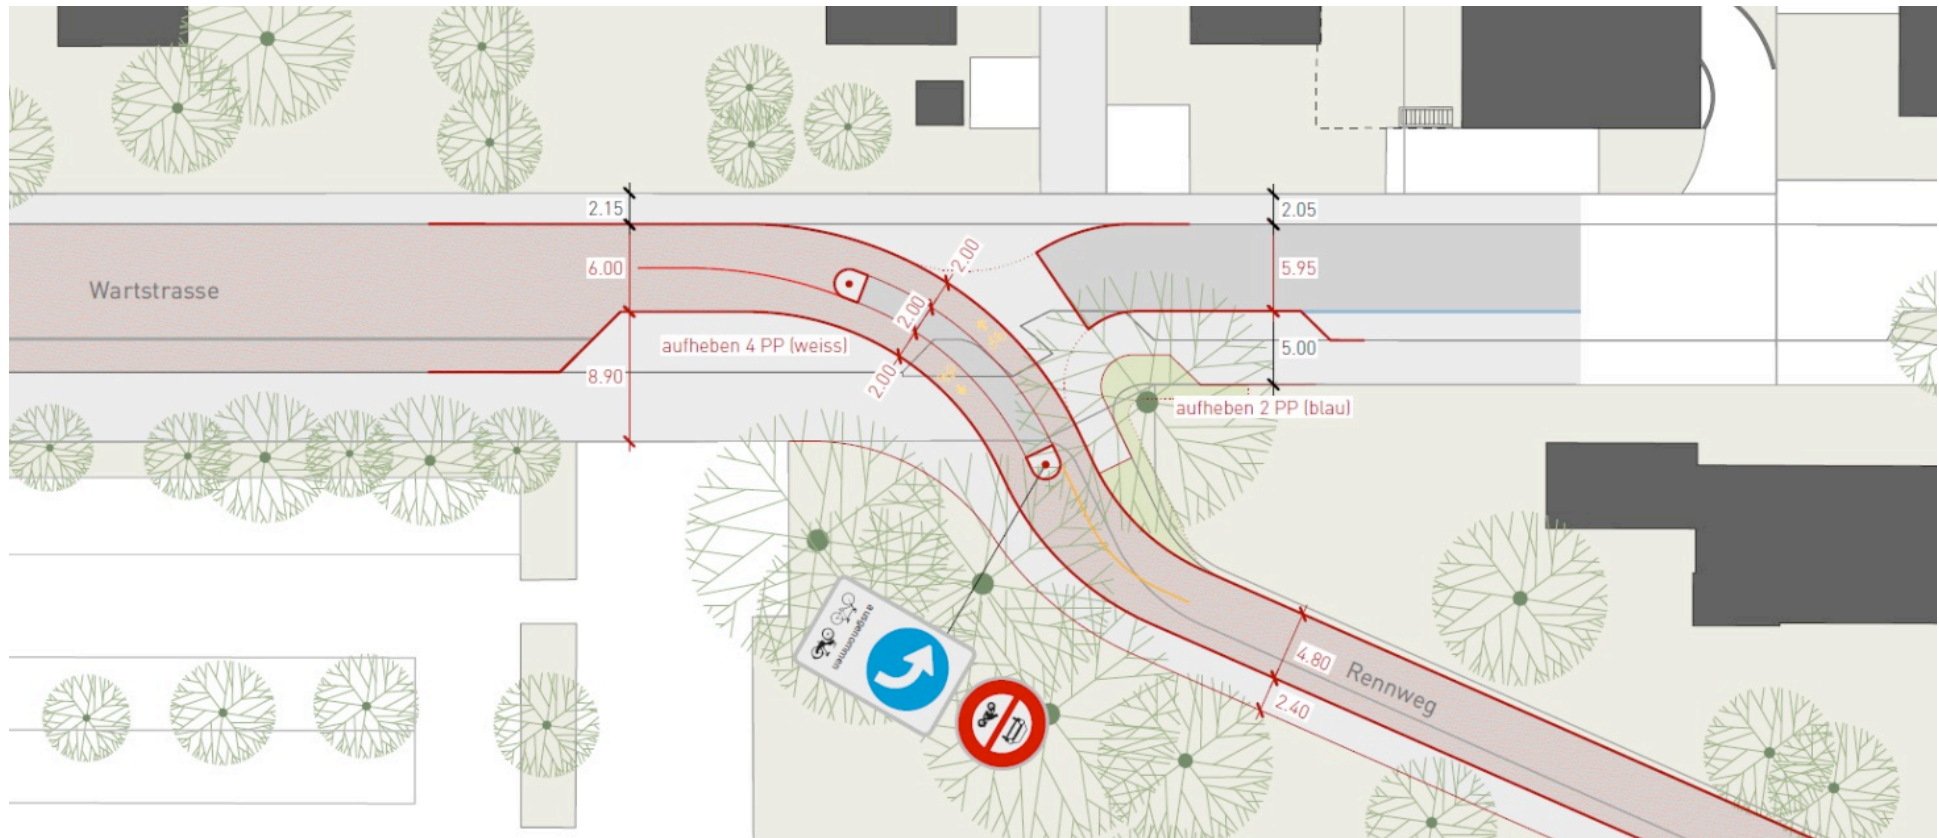 2.15
2.05
6.00
2.00
5.95
Wartstrasse
2.00
aufheben 4 PP (weiss)
5.00
8.90
2.00
aufheben 2 PP (blau)
ausgenommen
4.80
Rennweg
2.40